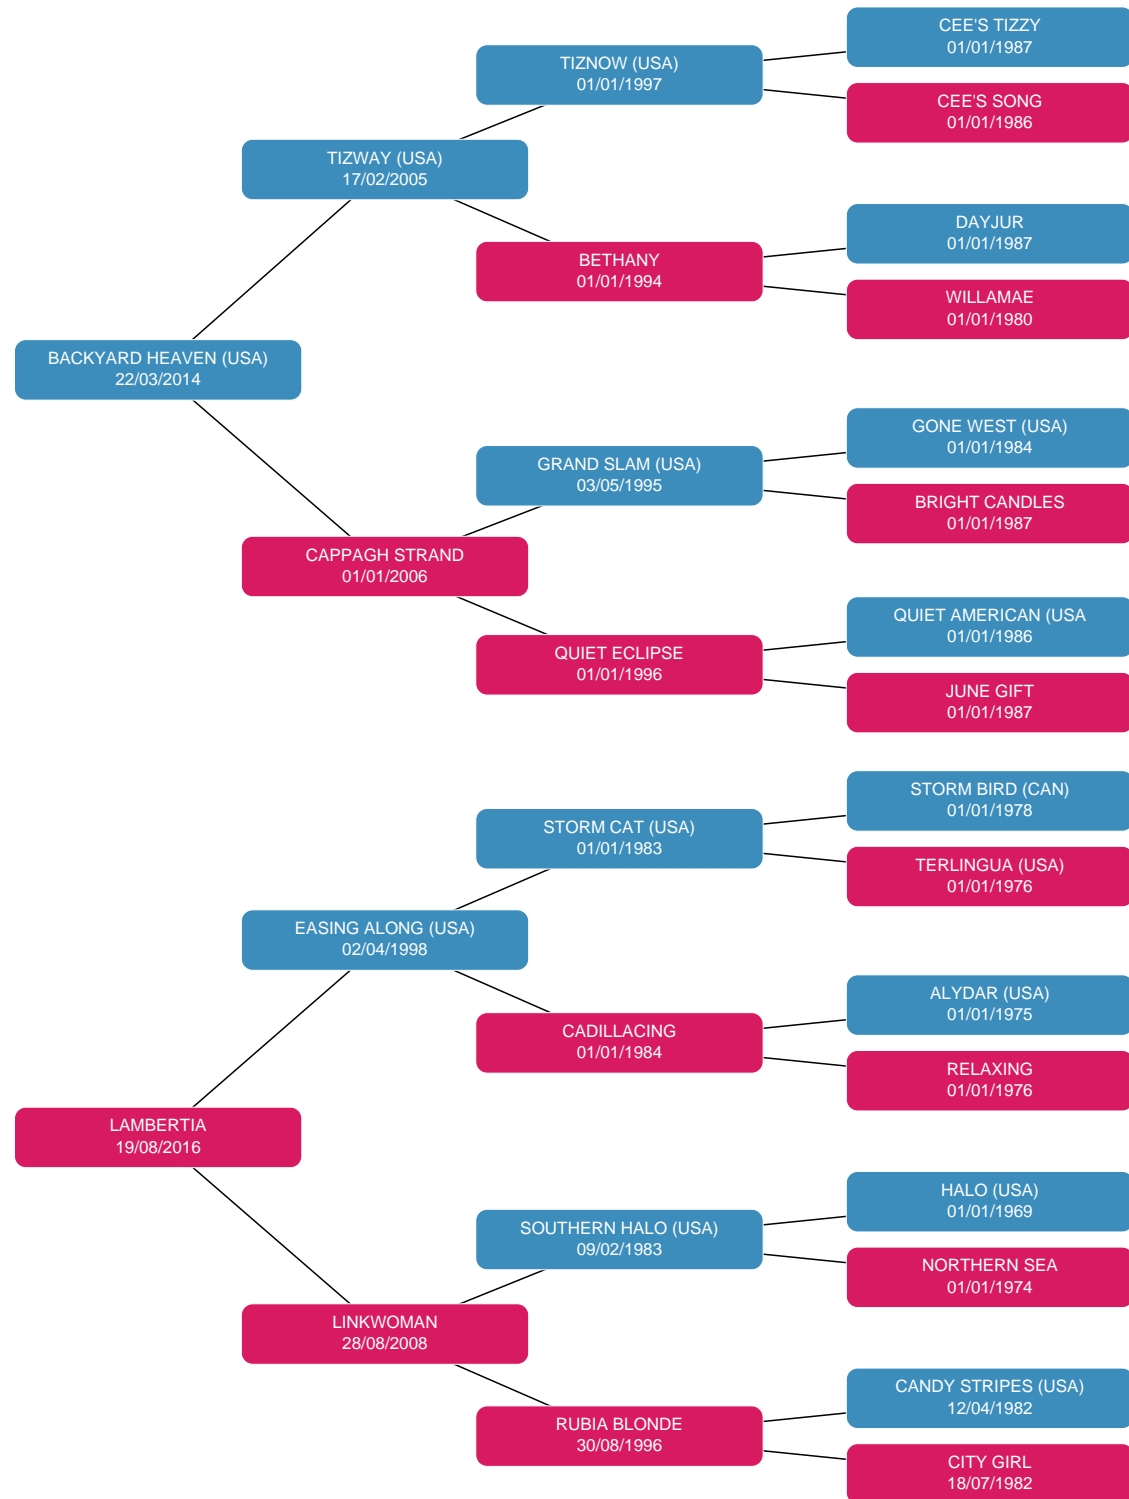 CEE'S TIZZY
01/01/1987
TIZNOW (USA)
01/01/1997
CEE'S SONG
01/01/1986
TIZWAY (USA)
17/02/2005
DAYJUR
01/01/1987
BETHANY
01/01/1994
WILLAMAE
01/01/1980
BACKYARD HEAVEN (USA)
22/03/2014
GONE WEST (USA)
01/01/1984
GRAND SLAM (USA)
03/05/1995
BRIGHT CANDLES
01/01/1987
CAPPAGH STRAND
01/01/2006
QUIET AMERICAN (USA
01/01/1986
QUIET ECLIPSE
01/01/1996
JUNE GIFT
01/01/1987
STORM BIRD (CAN)
01/01/1978
STORM CAT (USA)
01/01/1983
TERLINGUA (USA)
01/01/1976
EASING ALONG (USA)
02/04/1998
ALYDAR (USA)
01/01/1975
CADILLACING
01/01/1984
RELAXING
01/01/1976
LAMBERTIA
19/08/2016
HALO (USA)
01/01/1969
SOUTHERN HALO (USA)
09/02/1983
NORTHERN SEA
01/01/1974
LINKWOMAN
28/08/2008
CANDY STRIPES (USA)
12/04/1982
RUBIA BLONDE
30/08/1996
CITY GIRL
18/07/1982